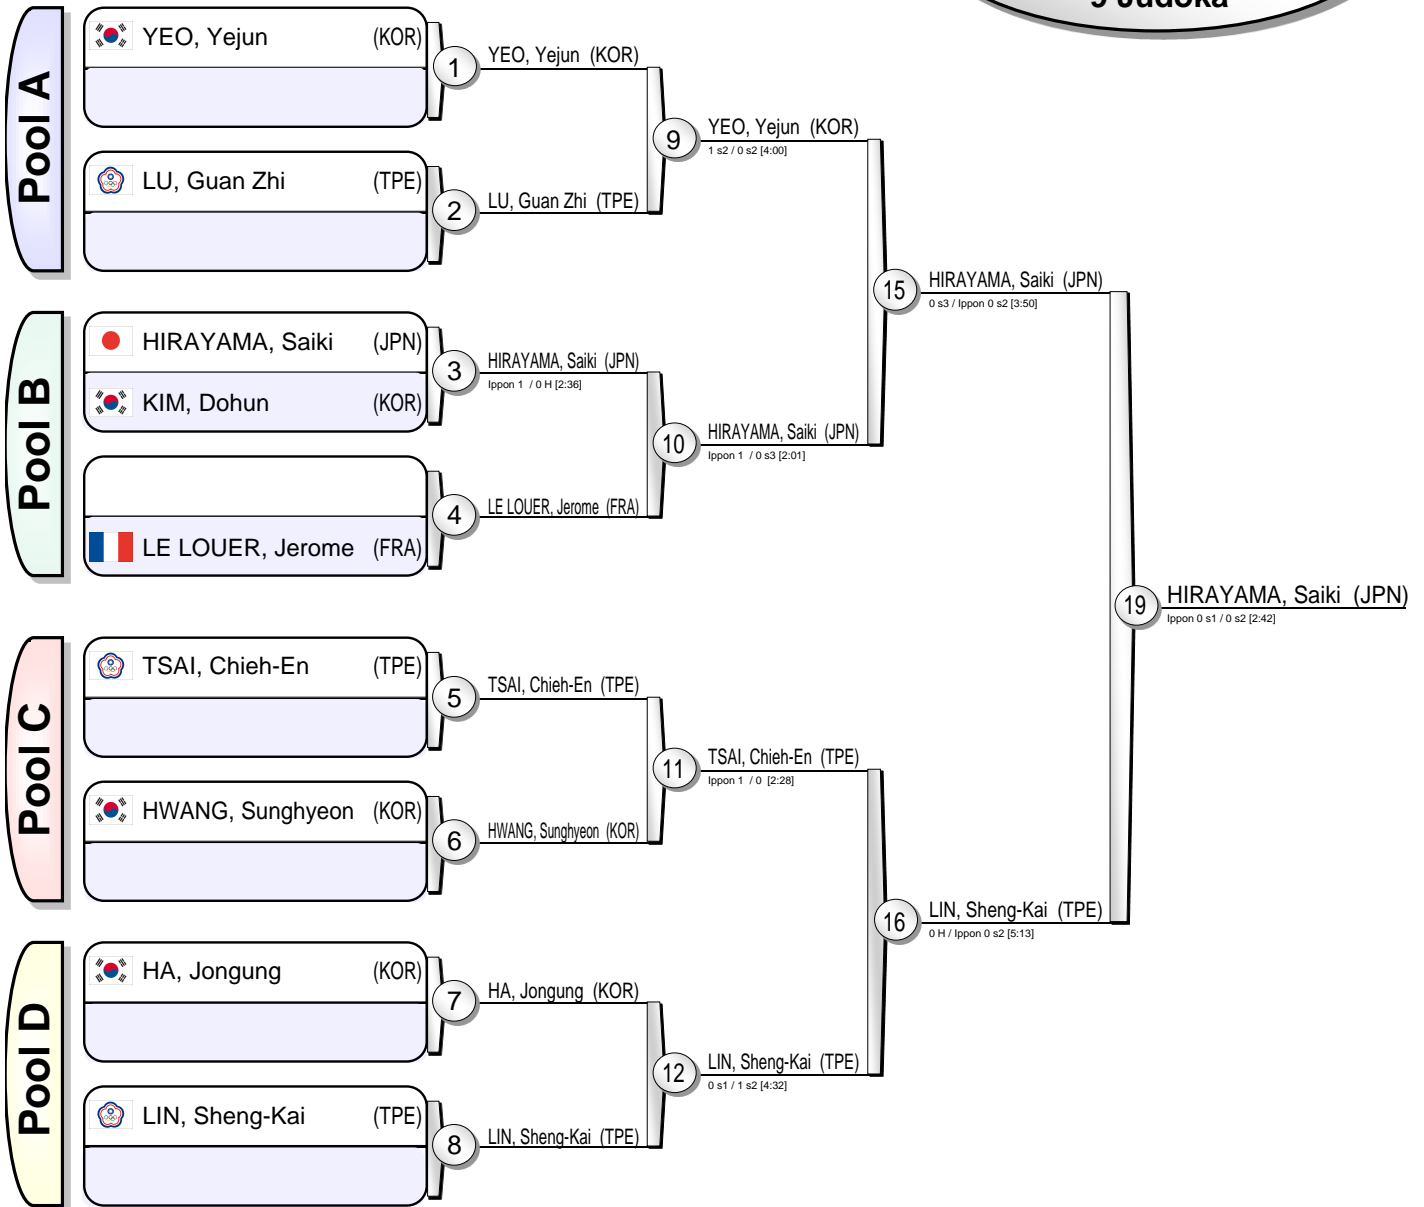 9 Judoka
Pool A
YEO, Yejun (KOR)
1
YEO, Yejun (KOR)
LU, Guan Zhi (TPE)
2
LU, Guan Zhi (TPE)
9
YEO, Yejun (KOR)
1 s2 / 0 s2 [4:00]
Pool B
HIRAYAMA, Saiki (JPN)
KIM, Dohun (KOR)
3
HIRAYAMA, Saiki (JPN)
Ippon 1 / 0 H [2:36]
LE LOUER, Jerome (FRA)
4
LE LOUER, Jerome (FRA)
10
HIRAYAMA, Saiki (JPN)
Ippon 1 / 0 s3 [2:01]
15
HIRAYAMA, Saiki (JPN)
0 s3 / Ippon 0 s2 [3:50]
Pool C
TSAI, Chieh-En (TPE)
5
TSAI, Chieh-En (TPE)
HWANG, Sunghyeon (KOR)
6
HWANG, Sunghyeon (KOR)
11
TSAI, Chieh-En (TPE)
Ippon 1 / 0 [2:28]
Pool D
HA, Jongung (KOR)
7
HA, Jongung (KOR)
LIN, Sheng-Kai (TPE)
8
LIN, Sheng-Kai (TPE)
12
LIN, Sheng-Kai (TPE)
0 s1 / 1 s2 [4:32]
16
LIN, Sheng-Kai (TPE)
0 H / Ippon 0 s2 [5:13]
19
HIRAYAMA, Saiki (JPN)
Ippon 0 s1 / 0 s2 [2:42]